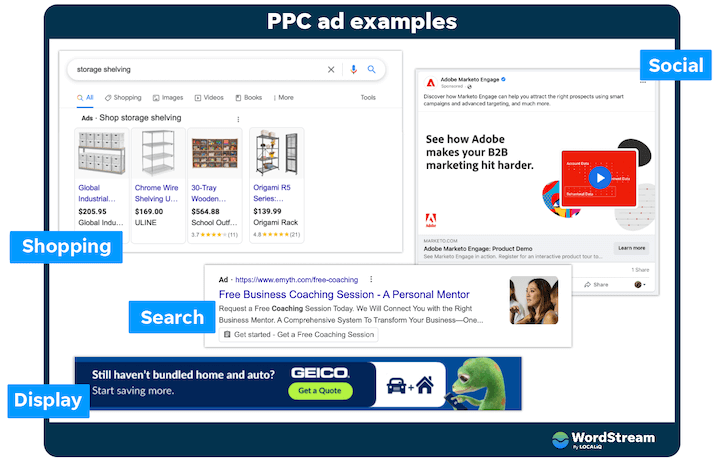 PPC ad examples
storage shelving
All
Shopping
Images
Videos
Books
More
Tools
Ads · Shop storage shelving
Global Industrial...
$205.95
Global Indu...
Chrome Wire Shelving U...
$169.00
ULINE
30-Tray Wooden...
$564.88
School Outf...
3.7 (11)
Origami R5 Series:...
$139.99
Origami Rack
4.8 (21)
Shopping
Social
Adobe Marketo Engage
Sponsored ·
Discover how Marketo Engage can help you attract the right prospects using smart
campaigns and advanced targeting, and much more.
See how Adobe
makes your B2B
marketing hit harder.
Account Data
Behavioral Data
Adobe
MARKETO.COM
Adobe Marketo Engage: Product Demo
See Marketo Engage in action. Register for an interactive product tour to...
Learn more
1 Share
Share
Search
Ad · https://www.emyth.com/free-coaching
Free Business Coaching Session - A Personal Mentor
Request a Free Coaching Session Today. We Will Connect You with the Right
Business Mentor. A Comprehensive System To Transform Your Business—One...
Get started - Get a Free Coaching Session
Display
Still haven't bundled home and auto?
Start saving more.
GEICO
Get a Quote
WordStream
By LOCALiQ